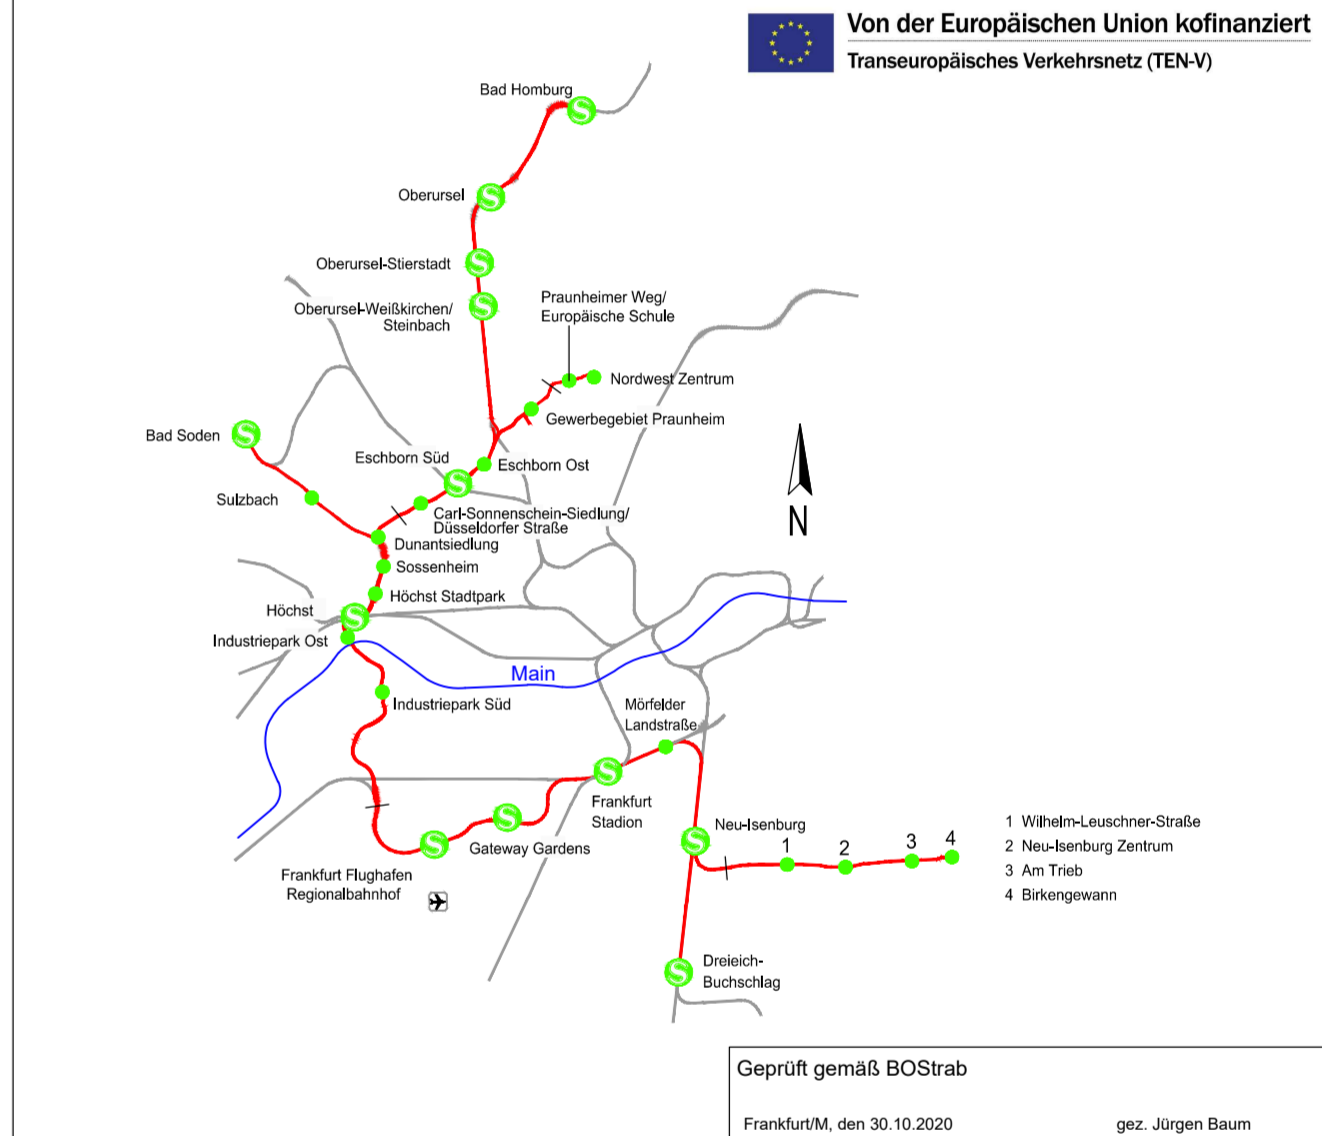 Von der Europäischen Union kofinanziert
Transeuropäisches Verkehrsnetz (TEN-V)
Bad Homburg
S
Oberursel
S
Oberursel-Stierstadt
S
Oberursel-Weißkirchen/
Steinbach
S
Praunheimer Weg/
Europäische Schule
Nordwest Zentrum
Gewerbegebiet Praunheim
Bad Soden
S
Eschborn Süd
S
Eschborn Ost
Sulzbach
Carl-Sonnenschein-Siedlung/
Düsseldorfer Straße
Dunantsiedlung
N
Sossenheim
Höchst Stadtpark
Höchst
S
Industriepark Ost
Main
Industriepark Süd
Mörfelder
Landstraße
S
Frankfurt
Stadion
S
Gateway Gardens
S
Frankfurt Flughafen
Regionalbahnhof
Neu-Isenburg
S
1
2
3
4
1 Wilhelm-Leuschner-Straße
2 Neu-Isenburg Zentrum
3 Am Trieb
4 Birkengewann
S
Dreieich-
Buchschlag
Geprüft gemäß BOStrab
Frankfurt/M, den 30.10.2020 gez. Jürgen Baum